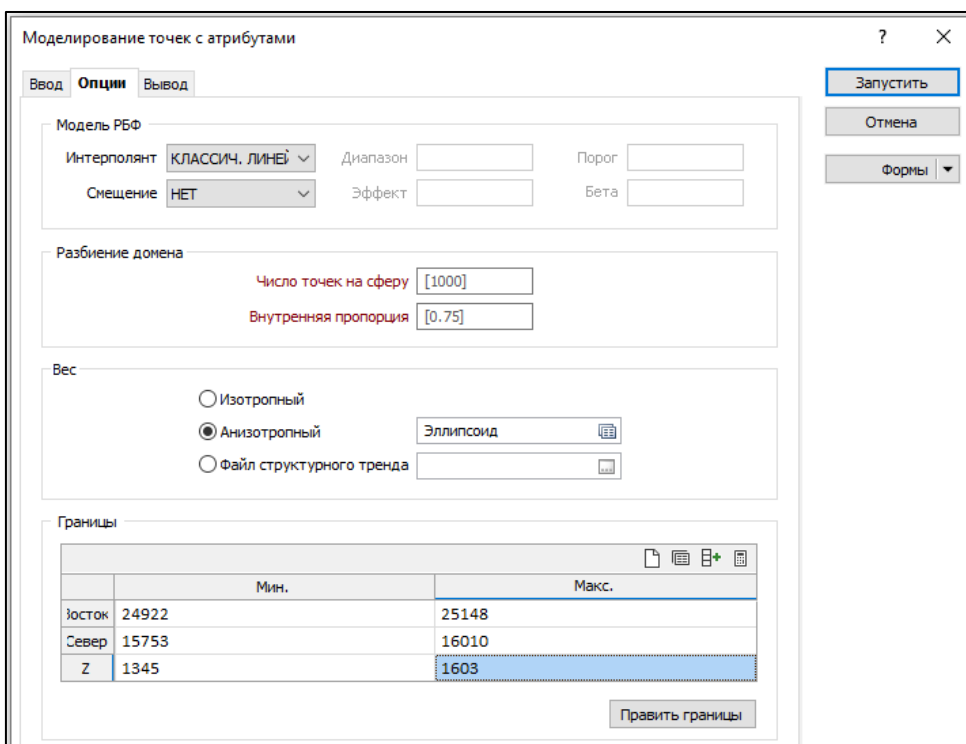 Моделирование точек с атрибутами ?
Ввод Опции Вывод
Запустить
Отмена
Формы
Модель РБФ
Интерполянт КЛАССИЧ. ЛИНЕЙ Диапазон Порог
Смещение НЕТ Эффект Бета
Разбиение домена
Число точек на сферу [1000]
Внутренняя пропорция [0.75]
Вес
Изотропный
Анизотропный Эллипсоид
Файл структурного тренда ...
Границы
Мин. Макс.
Восток 24922 25148
Север 15753 16010
Z 1345 1603
Править границы